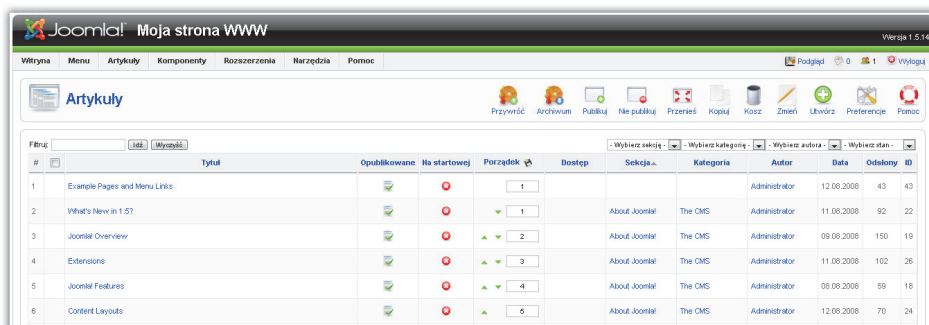 Joomla! Moja strona WWW
Wersja 1.5.14
Witryna Menu Artykuły Komponenty Rozszerzenia Narzędzia Pomoc Podgląd 0 1 Wyloguj
Artykuły
Przywróć Archiwum Publikuj Nie publikuj Przenieś Kopiuj Kosz Zmień Utwórz Preferencje Pomoc
Filtruj: Idź Wyczyść - Wybierz sekcję - - Wybierz kategorię - - Wybierz autora - - Wybierz stan -
# Tytuł Opublikowane Na startowej Porządek Dostęp Sekcja Kategoria Autor Data Odsłony ID
1 Example Pages and Menu Links 1 Administrator 12.08.2008 43 43
2 What's New in 1.5? 1 About Joomla! The CMS Administrator 11.08.2008 92 22
3 Joomla! Overview 2 About Joomla! The CMS Administrator 09.08.2008 150 19
4 Extensions 3 About Joomla! The CMS Administrator 11.08.2008 102 26
5 Joomla! Features 4 About Joomla! The CMS Administrator 08.08.2008 59 18
6 Content Layouts 5 About Joomla! The CMS Administrator 12.08.2008 70 24